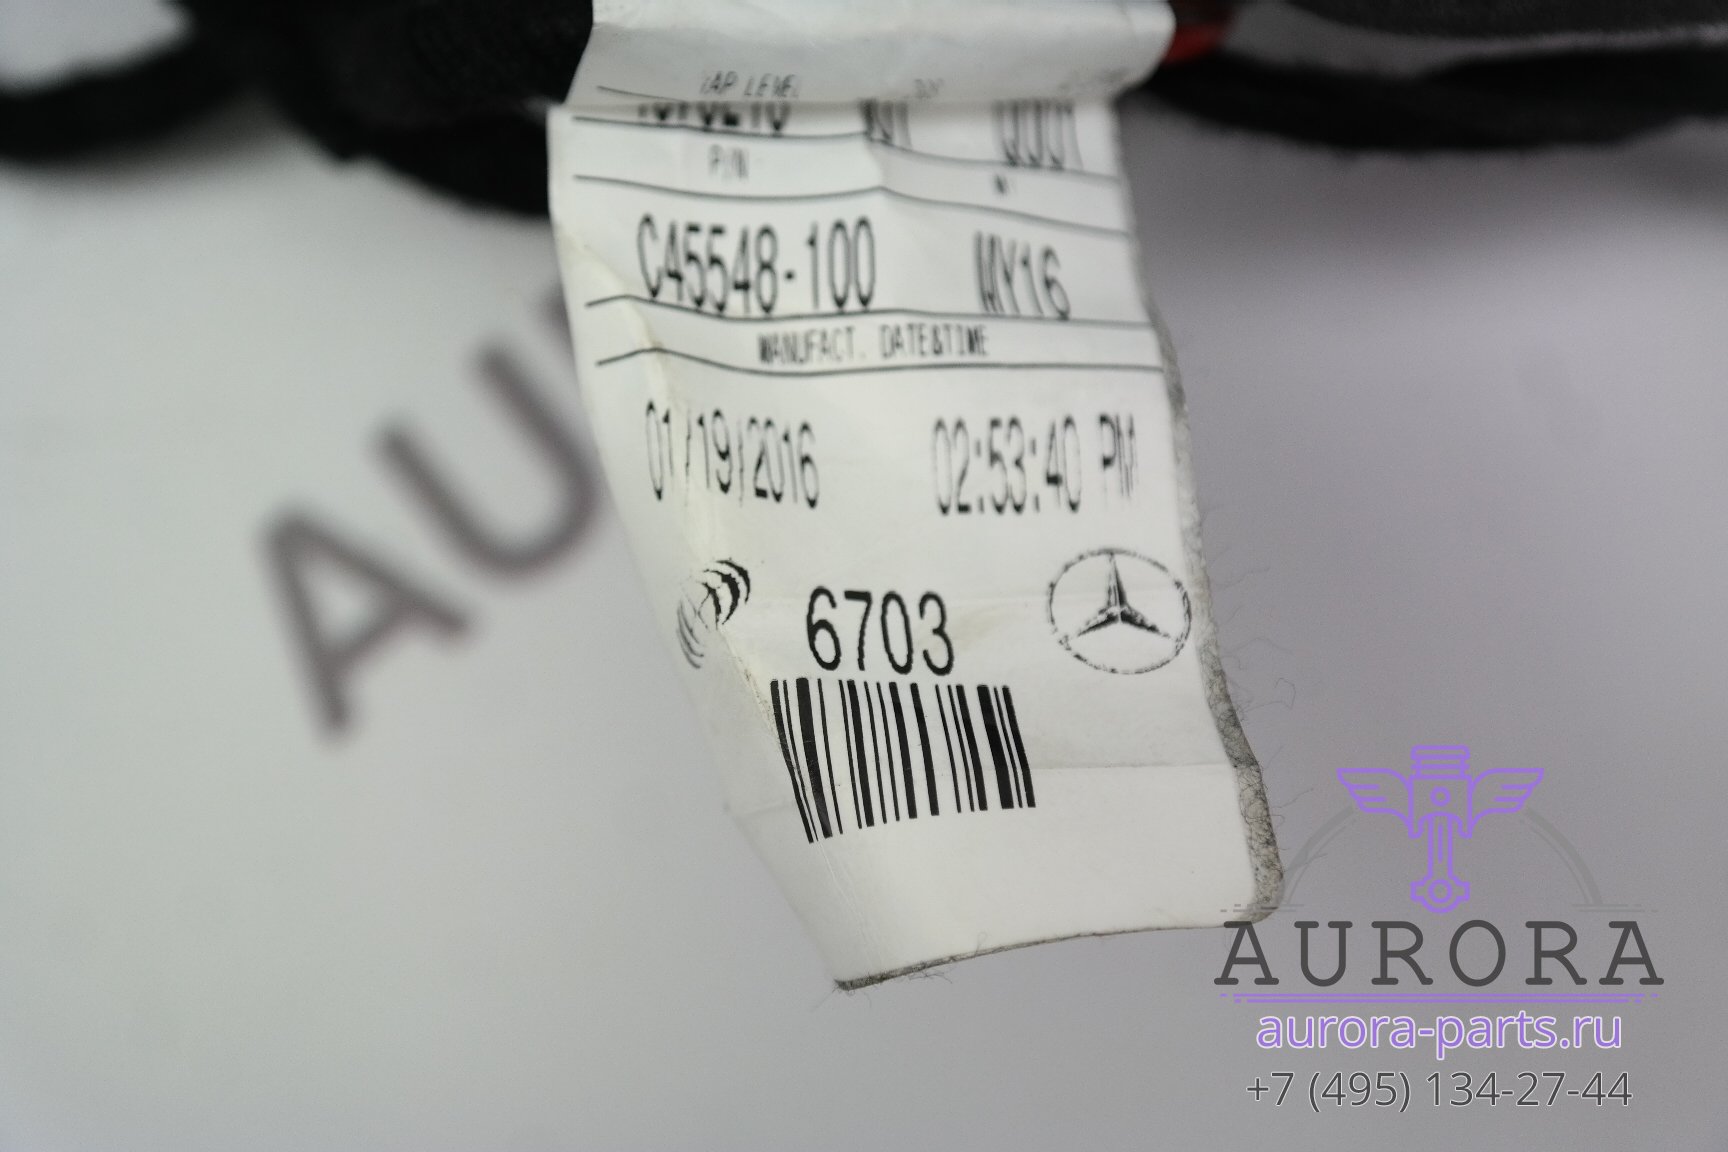 P/N
C45548-100 MY16
MANUFACT. DATE&TIME
01/19/2016 02:53:40 PM
6703
AU
AURORA
aurora-parts.ru
+7 (495) 134-27-44